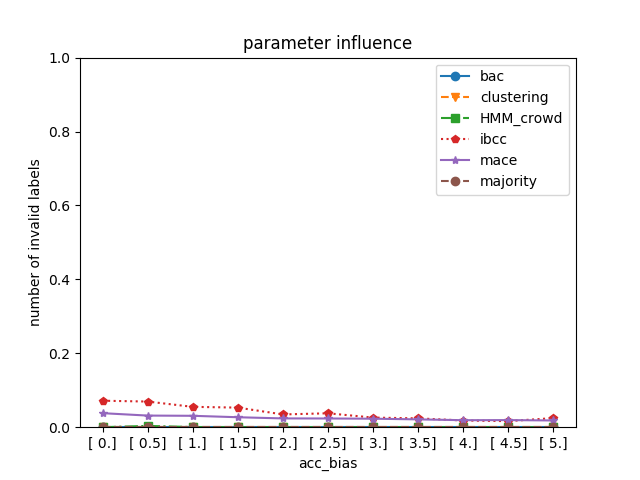 parameter influence
1.0
0.8
0.6
0.4
0.2
0.0
number of invalid labels
bac
clustering
HMM_crowd
ibcc
mace
majority
[ 0.] [ 0.5] [ 1.] [ 1.5] [ 2.] [ 2.5] [ 3.] [ 3.5] [ 4.] [ 4.5] [ 5.]
acc_bias